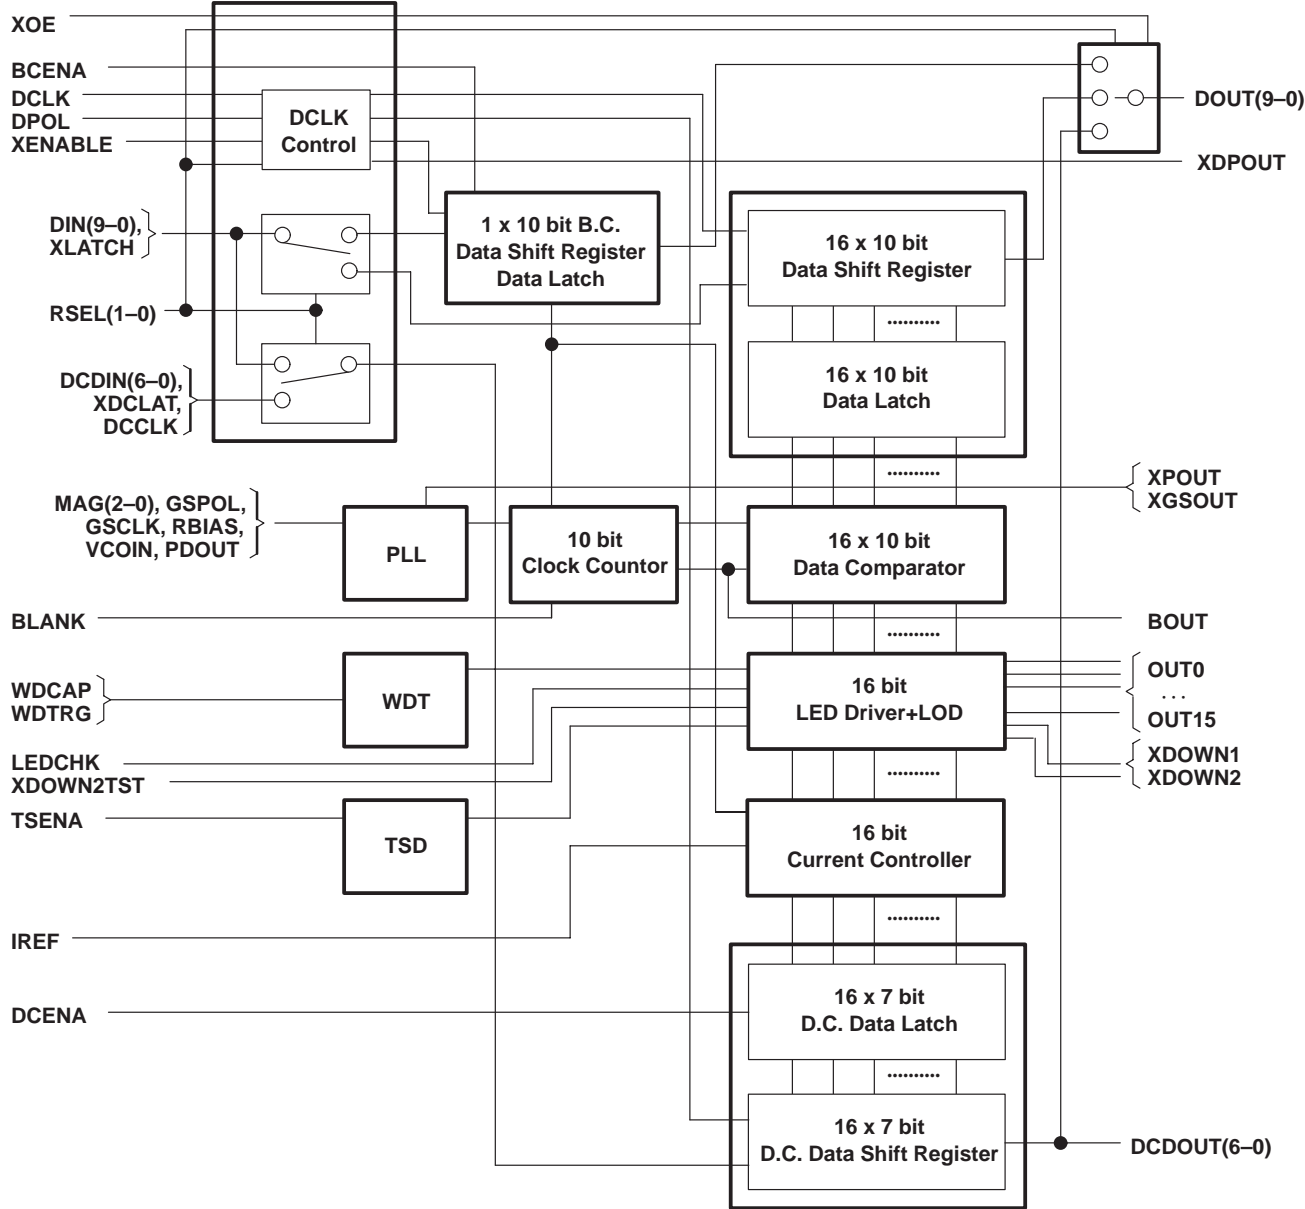 XOE
BCENA
DCLK
DPOL
XENABLE
DCLK
Control
DOUT(9–0)
XDPOUT
DIN(9–0),
XLATCH
1 x 10 bit B.C.
Data Shift Register
Data Latch
16 x 10 bit
Data Shift Register
RSEL(1–0)
..........
DCDIN(6–0),
XDCLAT,
DCCLK
16 x 10 bit
Data Latch
..........
XPOUT
XGSOUT
MAG(2–0), GSPOL,
GSCLK, RBIAS,
VCOIN, PDOUT
PLL
10 bit
Clock Countor
16 x 10 bit
Data Comparator
BLANK
..........
BOUT
WDCAP
WDTRG
WDT
16 bit
LED Driver+LOD
OUT0
. . .
OUT15
LEDCHK
XDOWN2TST
..........
XDOWN1
XDOWN2
TSENA
TSD
16 bit
Current Controller
..........
IREF
DCENA
16 x 7 bit
D.C. Data Latch
..........
16 x 7 bit
D.C. Data Shift Register
DCDOUT(6–0)